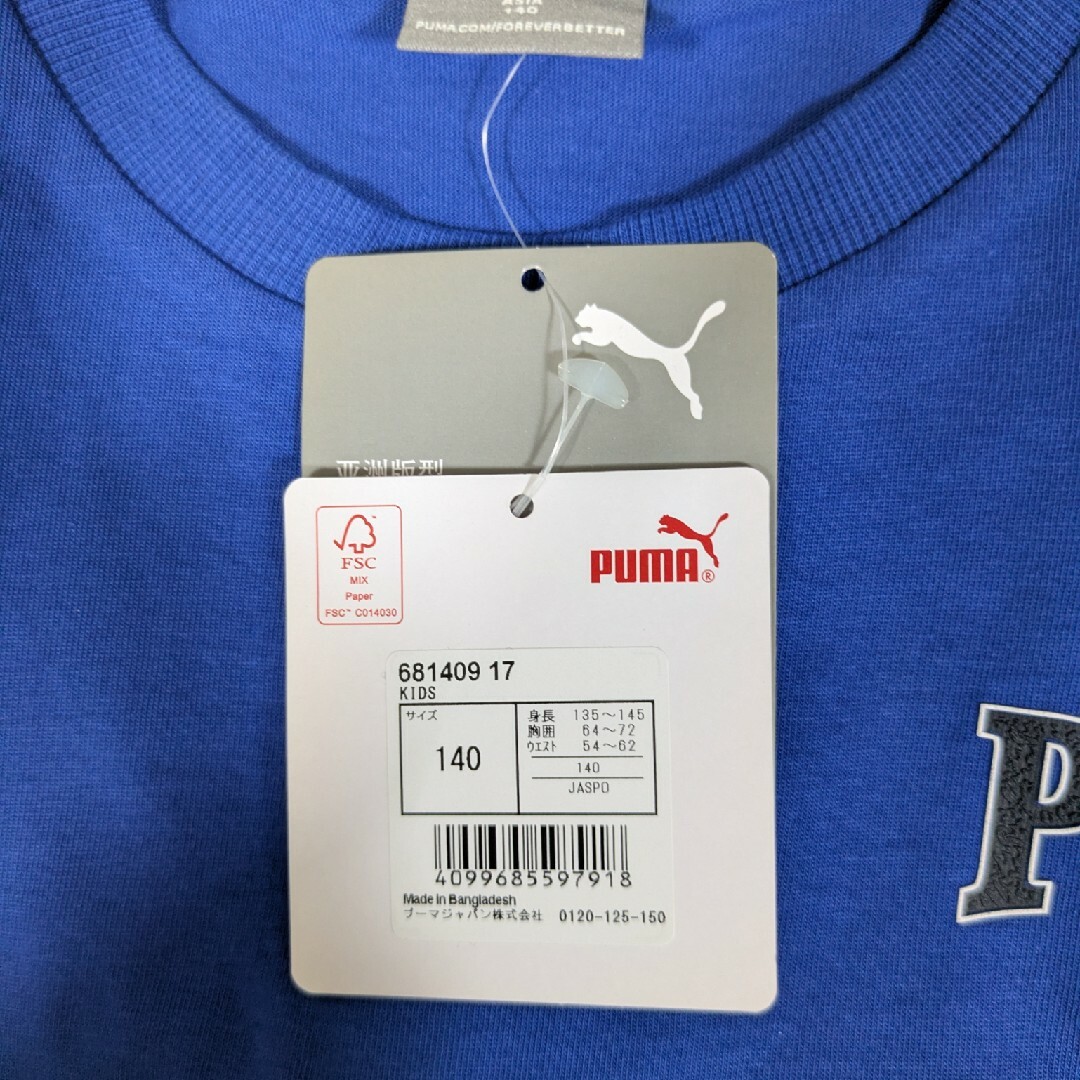 ASIA
140
PUMA.COM/FOREVERBETTER
亚洲版型
FSC
MIX
Paper
FSC™ C014030
PUMA®
681409 17
KIDS
サイズ
140
身長 135～145
胸囲 64～72
ウエスト 54～62
140
JASPO
4099685597918
Made in Bangladesh
プーマジャパン株式会社 0120-125-150
P